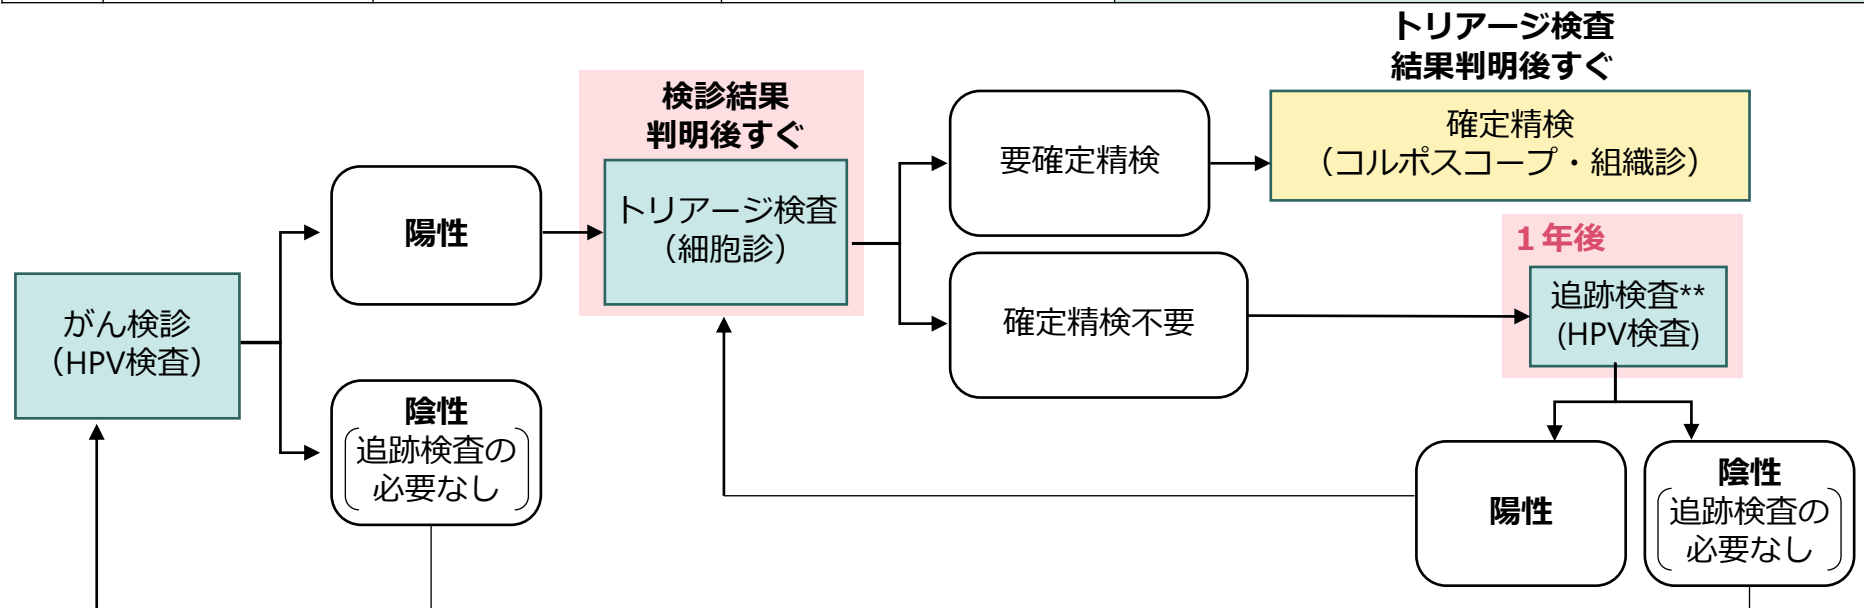 トリアージ検査
結果判明後すぐ
検診結果
判明後すぐ
確定精検
（コルポスコープ・組織診）
要確定精検
トリアージ検査
（細胞診）
陽性
１年後
追跡検査**
(HPV検査)
確定精検不要
がん検診
（HPV検査）
陰性
追跡検査の
必要なし
陽性
陰性
追跡検査の
必要なし